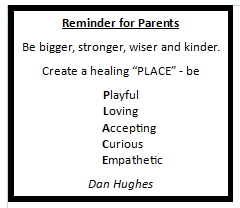 Reminder for Parents
Be bigger, stronger, wiser and kinder.
Create a healing “PLACE” - be
Playful
Loving
Accepting
Curious
Empathetic
Dan Hughes